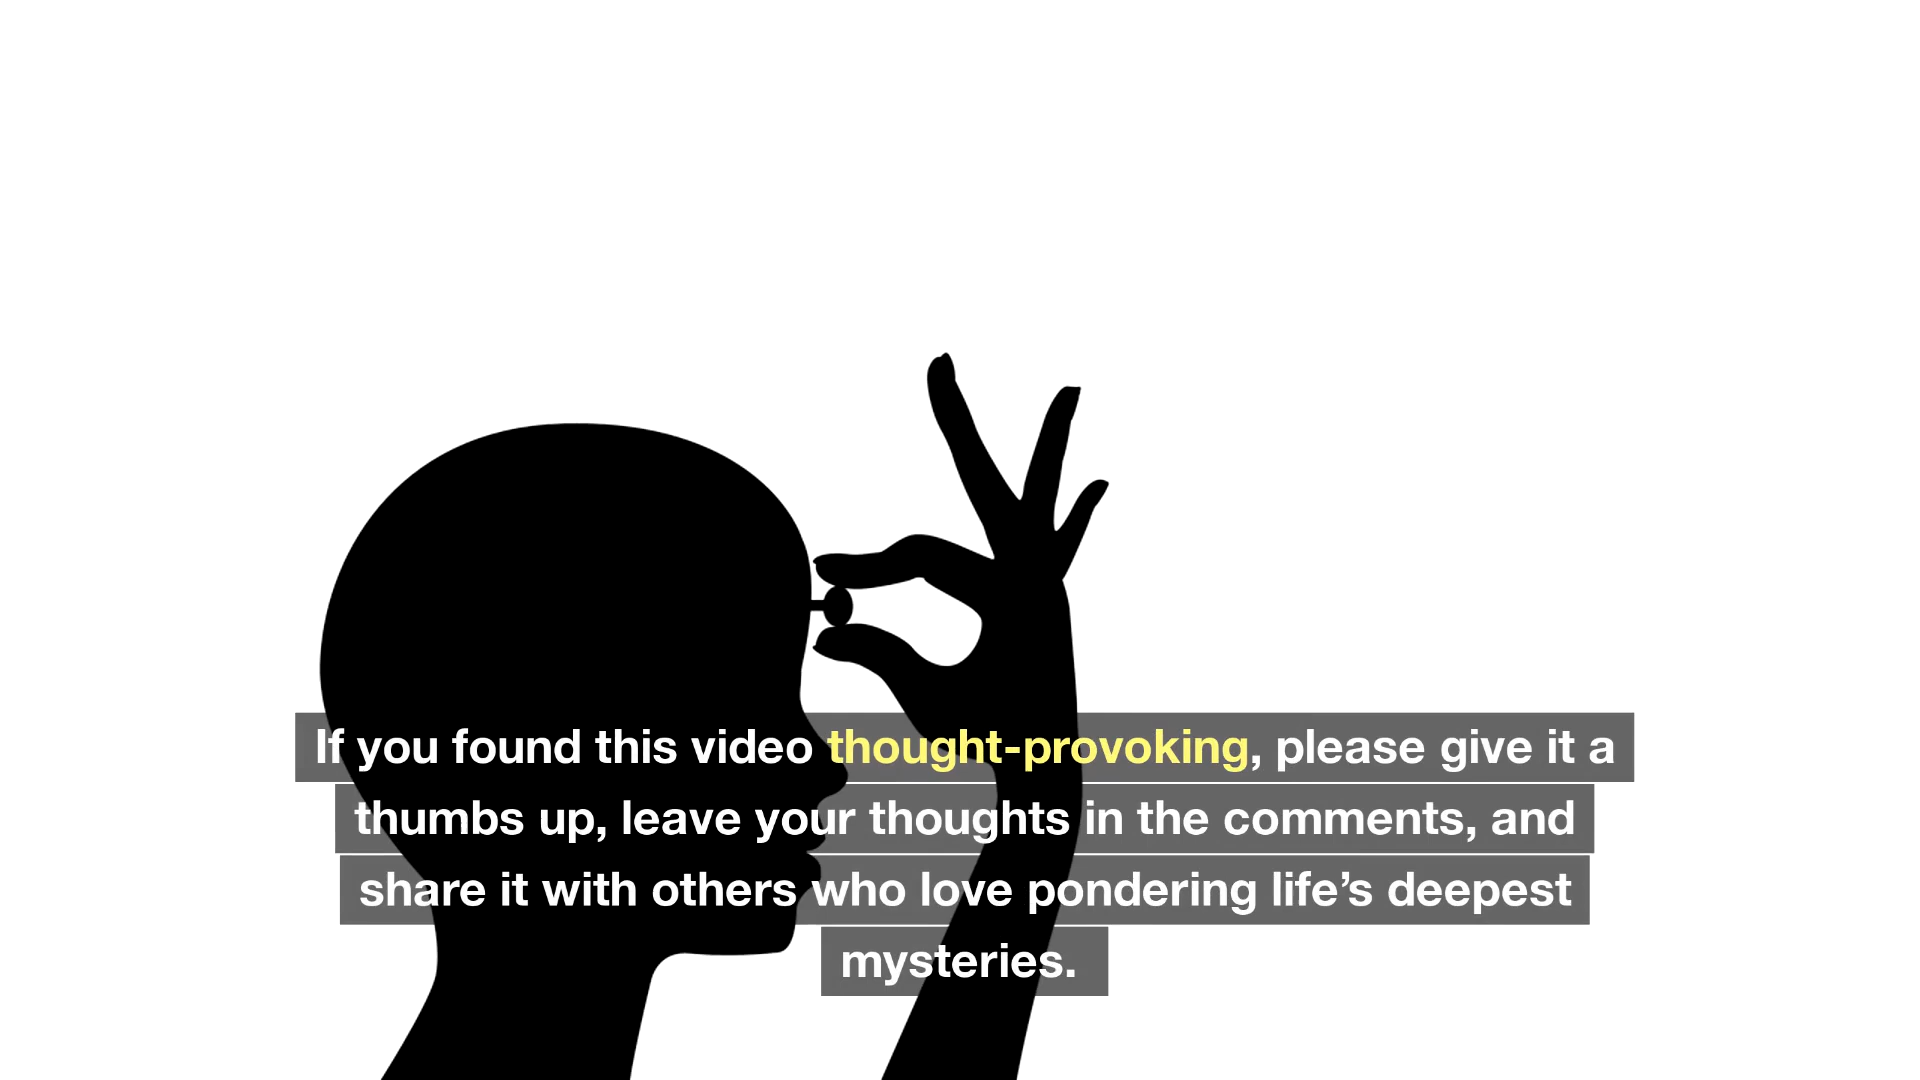 If you found this video thought-provoking, please give it a
thumbs up, leave your thoughts in the comments, and
share it with others who love pondering life’s deepest
mysteries.